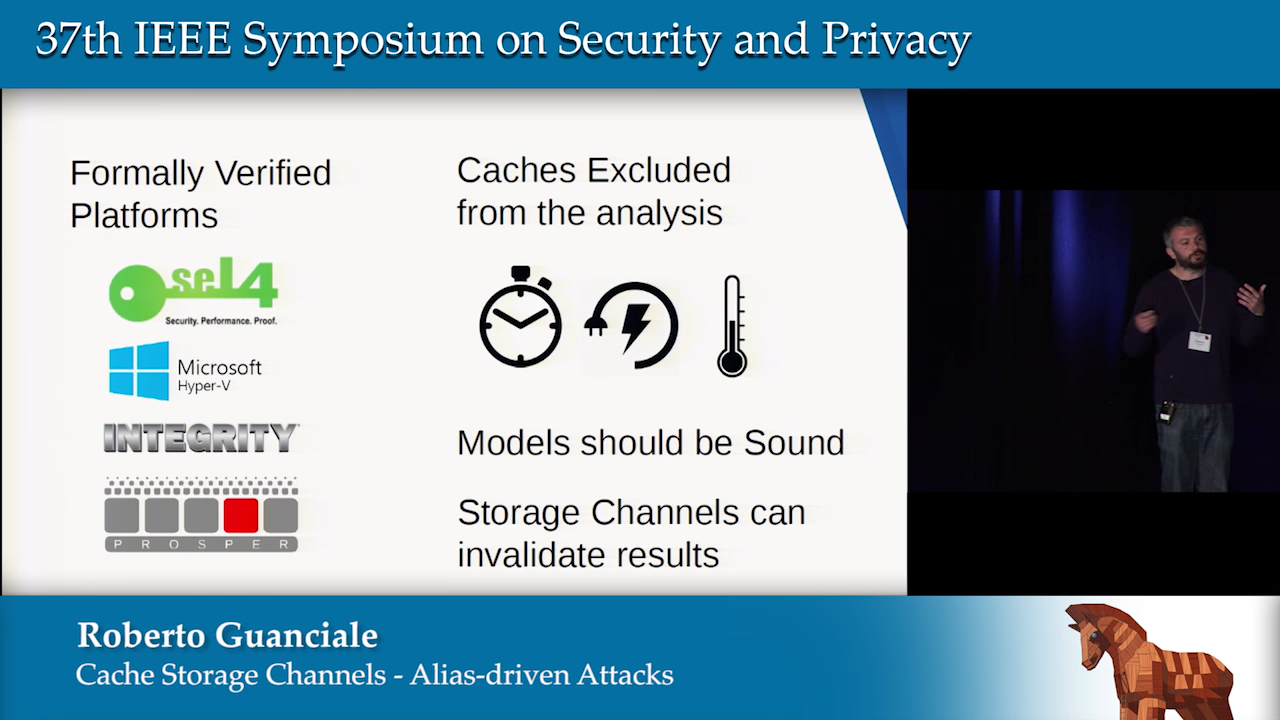 37th IEEE Symposium on Security and Privacy
Formally Verified
Platforms
seL4
Security. Performance. Proof.
Microsoft
Hyper-V
INTEGRITY
PROSPER
Caches Excluded
from the analysis
Models should be Sound
Storage Channels can
invalidate results
Roberto Guanciale
Cache Storage Channels - Alias-driven Attacks